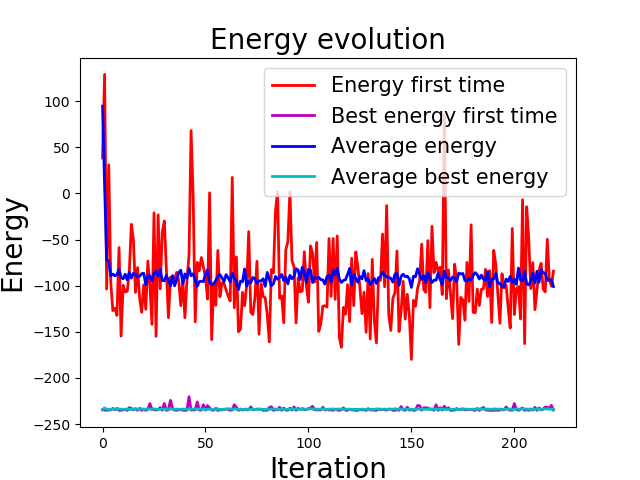 Energy evolution
Energy first time
Best energy first time
Average energy
Average best energy
Energy
100
50
0
−50
−100
−150
−200
−250
0
50
100
150
200
Iteration